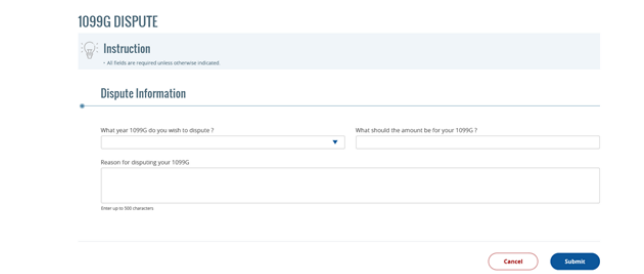 1099G DISPUTE
Instruction
• All fields are required unless otherwise indicated.
Dispute Information
What year 1099G do you wish to dispute ?
What should the amount be for your 1099G ?
Reason for disputing your 1099G
Enter up to 500 characters
Cancel
Submit